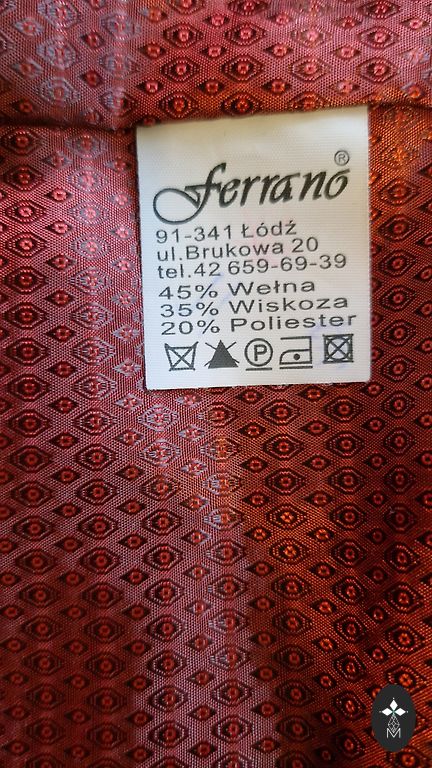 ferrano ®
91-341 Łódź
ul.Brukowa 20
tel.42 659-69-39
45% Wełna
35% Wiskoza
20% Poliester
P
M